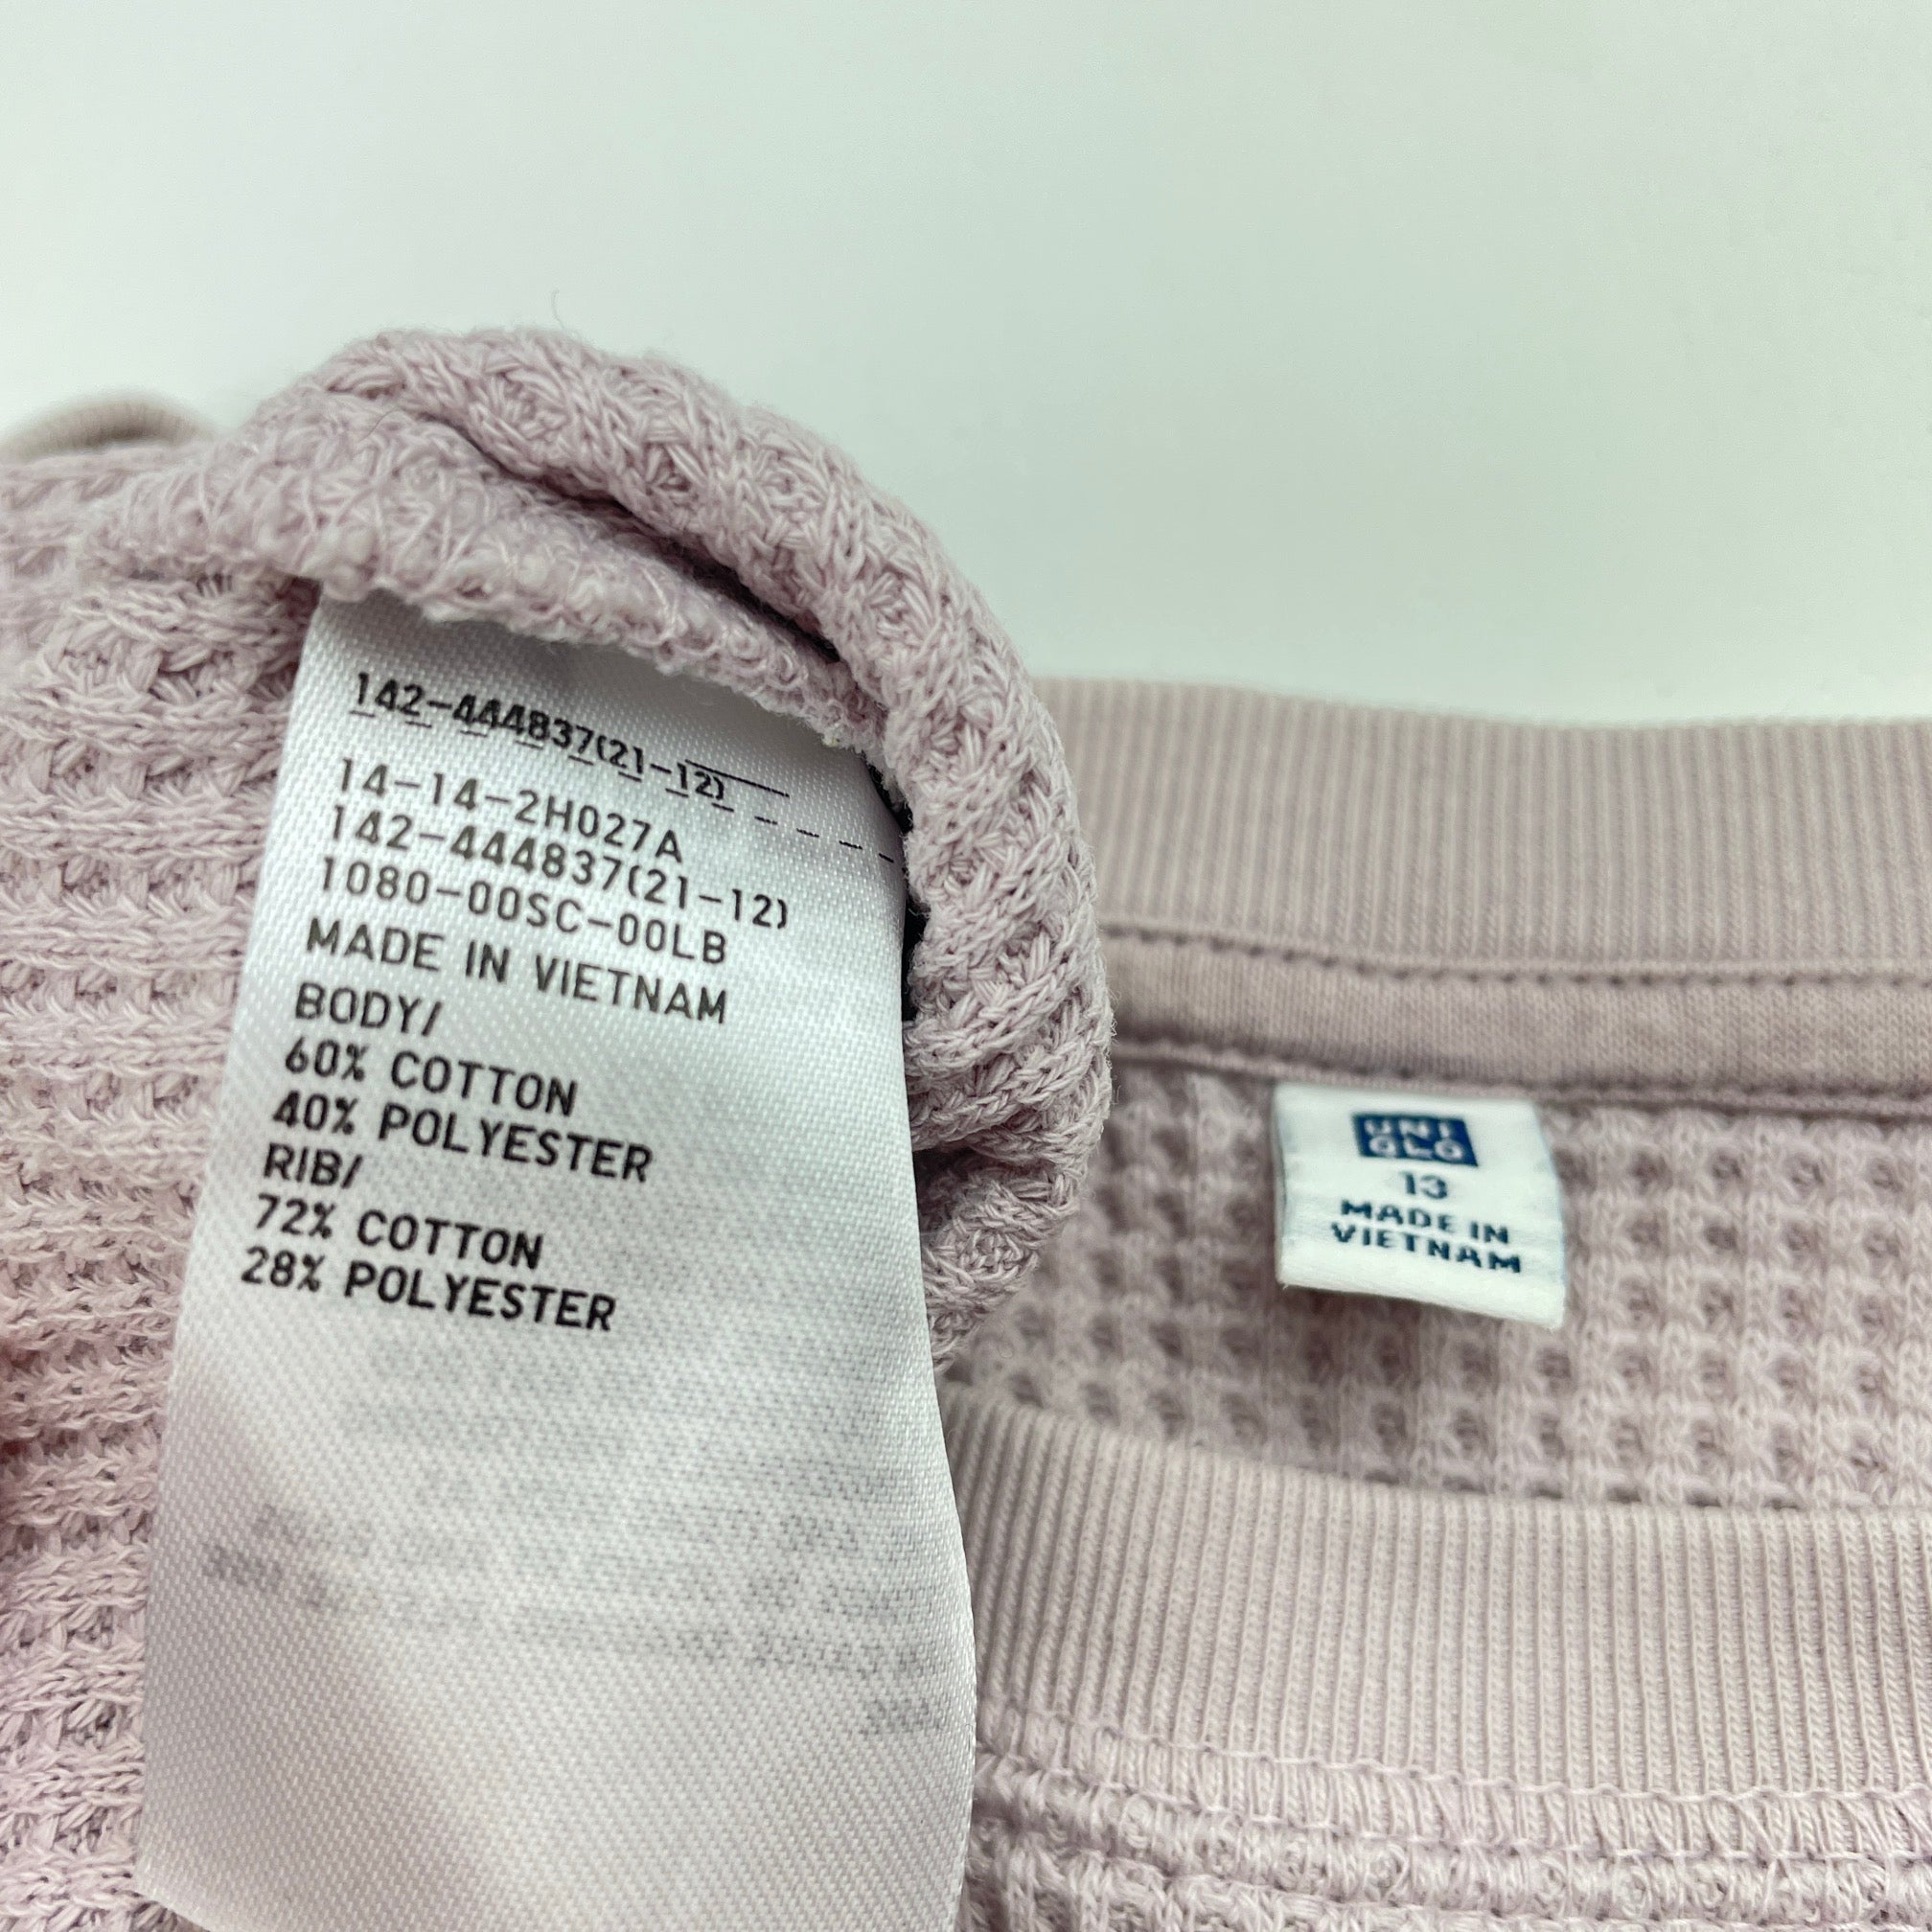 142-444837(21-12)
14-14-2H027A
142-444837(21-12)
1080-00SC-00LB
MADE IN VIETNAM
BODY/
60% COTTON
40% POLYESTER
RIB/
72% COTTON
28% POLYESTER
UNI
QLO
13
MADE IN
VIETNAM